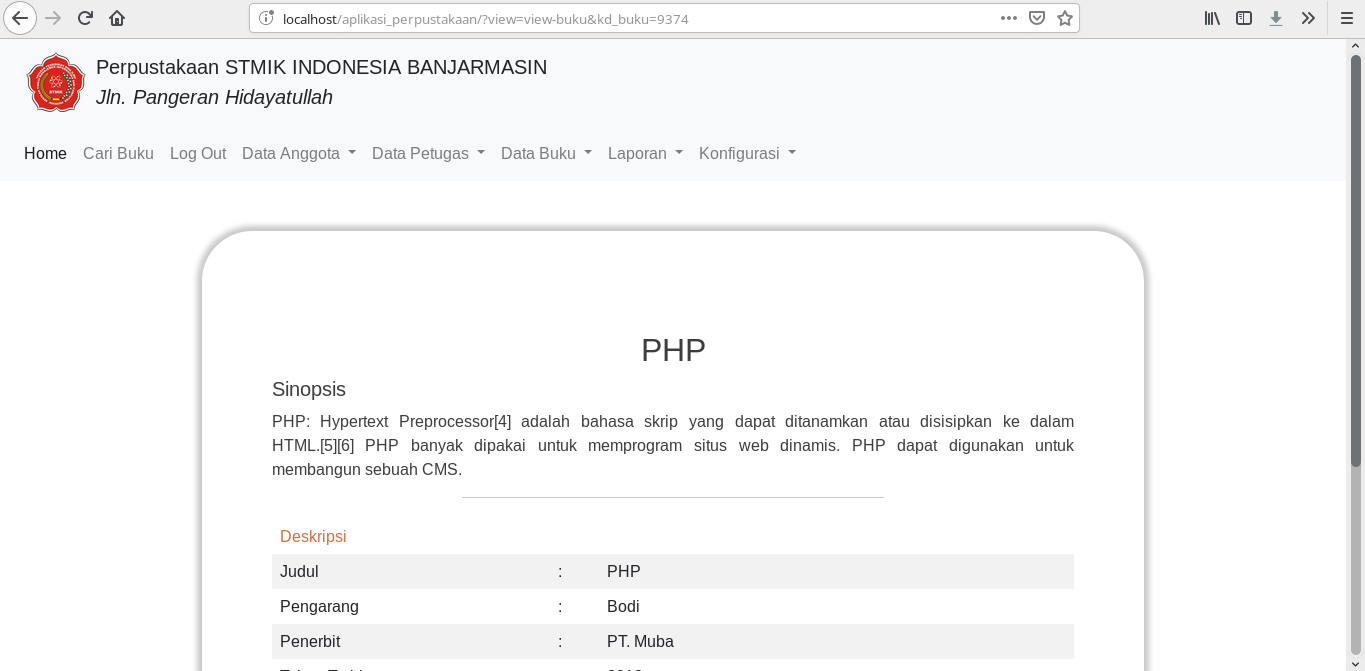 localhost/aplikasi_perpustakaan/?view=view-buku&kd_buku=9374
Perpustakaan STMIK INDONESIA BANJARMASIN
Jln. Pangeran Hidayatullah
Home Cari Buku Log Out Data Anggota Data Petugas Data Buku Laporan Konfigurasi
PHP
Sinopsis
PHP: Hypertext Preprocessor[4] adalah bahasa skrip yang dapat ditanamkan atau disisipkan ke dalam
HTML.[5][6] PHP banyak dipakai untuk memprogram situs web dinamis. PHP dapat digunakan untuk
membangun sebuah CMS.
Deskripsi
Judul : PHP
Pengarang : Bodi
Penerbit : PT. Muba